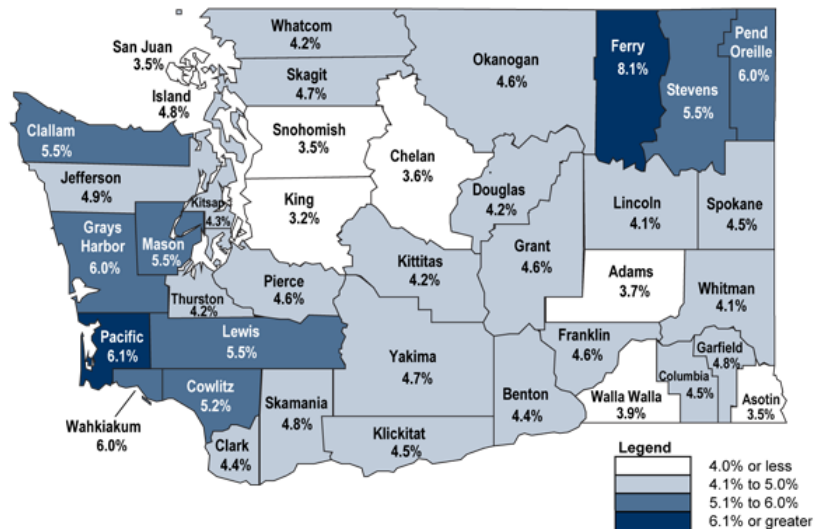 Whatcom
4.2%
San Juan
3.5%
Skagit
4.7%
Island
4.8%
Okanogan
4.6%
Ferry
8.1%
Stevens
5.5%
Pend
Oreille
6.0%
Clallam
5.5%
Snohomish
3.5%
Chelan
3.6%
Jefferson
4.9%
Kitsap
4.3%
King
3.2%
Douglas
4.2%
Lincoln
4.1%
Spokane
4.5%
Grays
Harbor
6.0%
Mason
5.5%
Kittitas
4.2%
Grant
4.6%
Adams
3.7%
Whitman
4.1%
Thurston
4.2%
Pierce
4.6%
Pacific
6.1%
Lewis
5.5%
Yakima
4.7%
Franklin
4.6%
Garfield
4.8%
Columbia
4.5%
Asotin
3.5%
Walla Walla
3.9%
Benton
4.4%
Wahkiakum
6.0%
Cowlitz
5.2%
Skamania
4.8%
Clark
4.4%
Klickitat
4.5%
Legend
4.0% or less
4.1% to 5.0%
5.1% to 6.0%
6.1% or greater